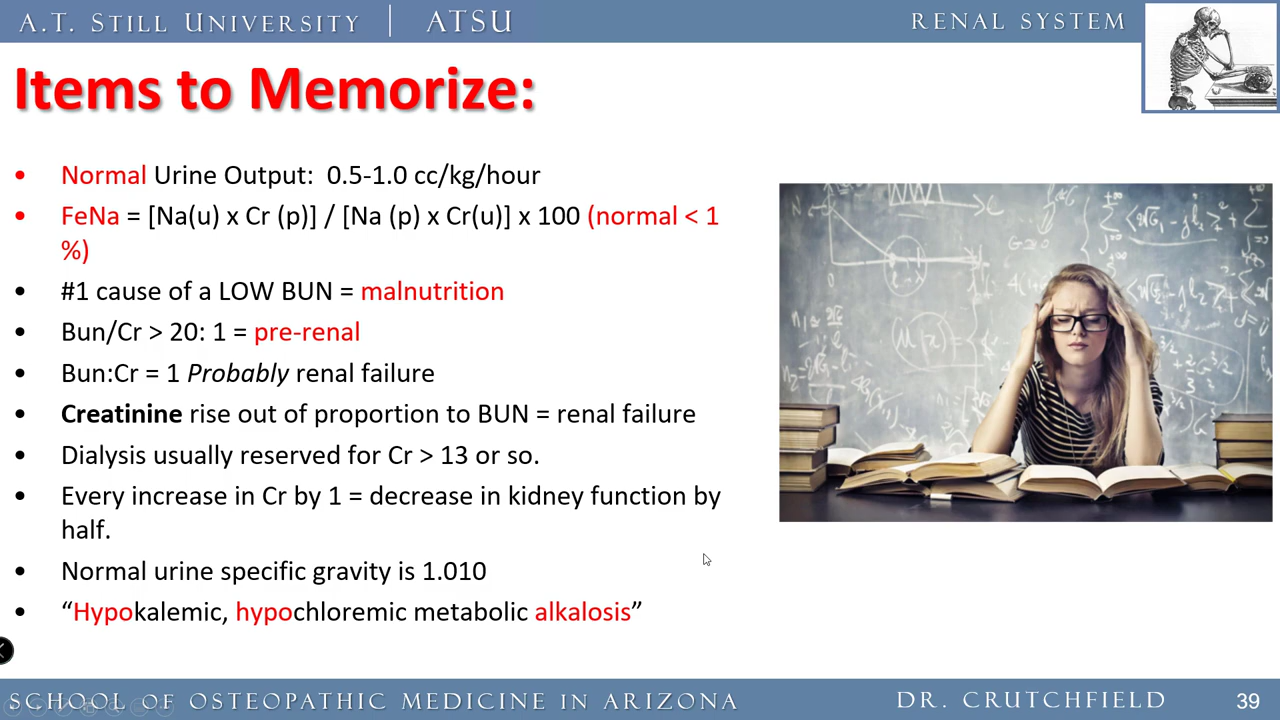 A.T. STILL UNIVERSITY | ATSU
RENAL SYSTEM
Items to Memorize:
• Normal Urine Output: 0.5-1.0 cc/kg/hour
• FeNa = [Na(u) x Cr (p)] / [Na (p) x Cr(u)] x 100 (normal < 1
%)
• #1 cause of a LOW BUN = malnutrition
• Bun/Cr > 20: 1 = pre-renal
• Bun:Cr = 1 Probably renal failure
• Creatinine rise out of proportion to BUN = renal failure
• Dialysis usually reserved for Cr > 13 or so.
• Every increase in Cr by 1 = decrease in kidney function by
half.
• Normal urine specific gravity is 1.010
• “Hypokalemic, hypochloremic metabolic alkalosis”
SCHOOL OF OSTEOPATHIC MEDICINE IN ARIZONA
DR. CRUTCHFIELD
39